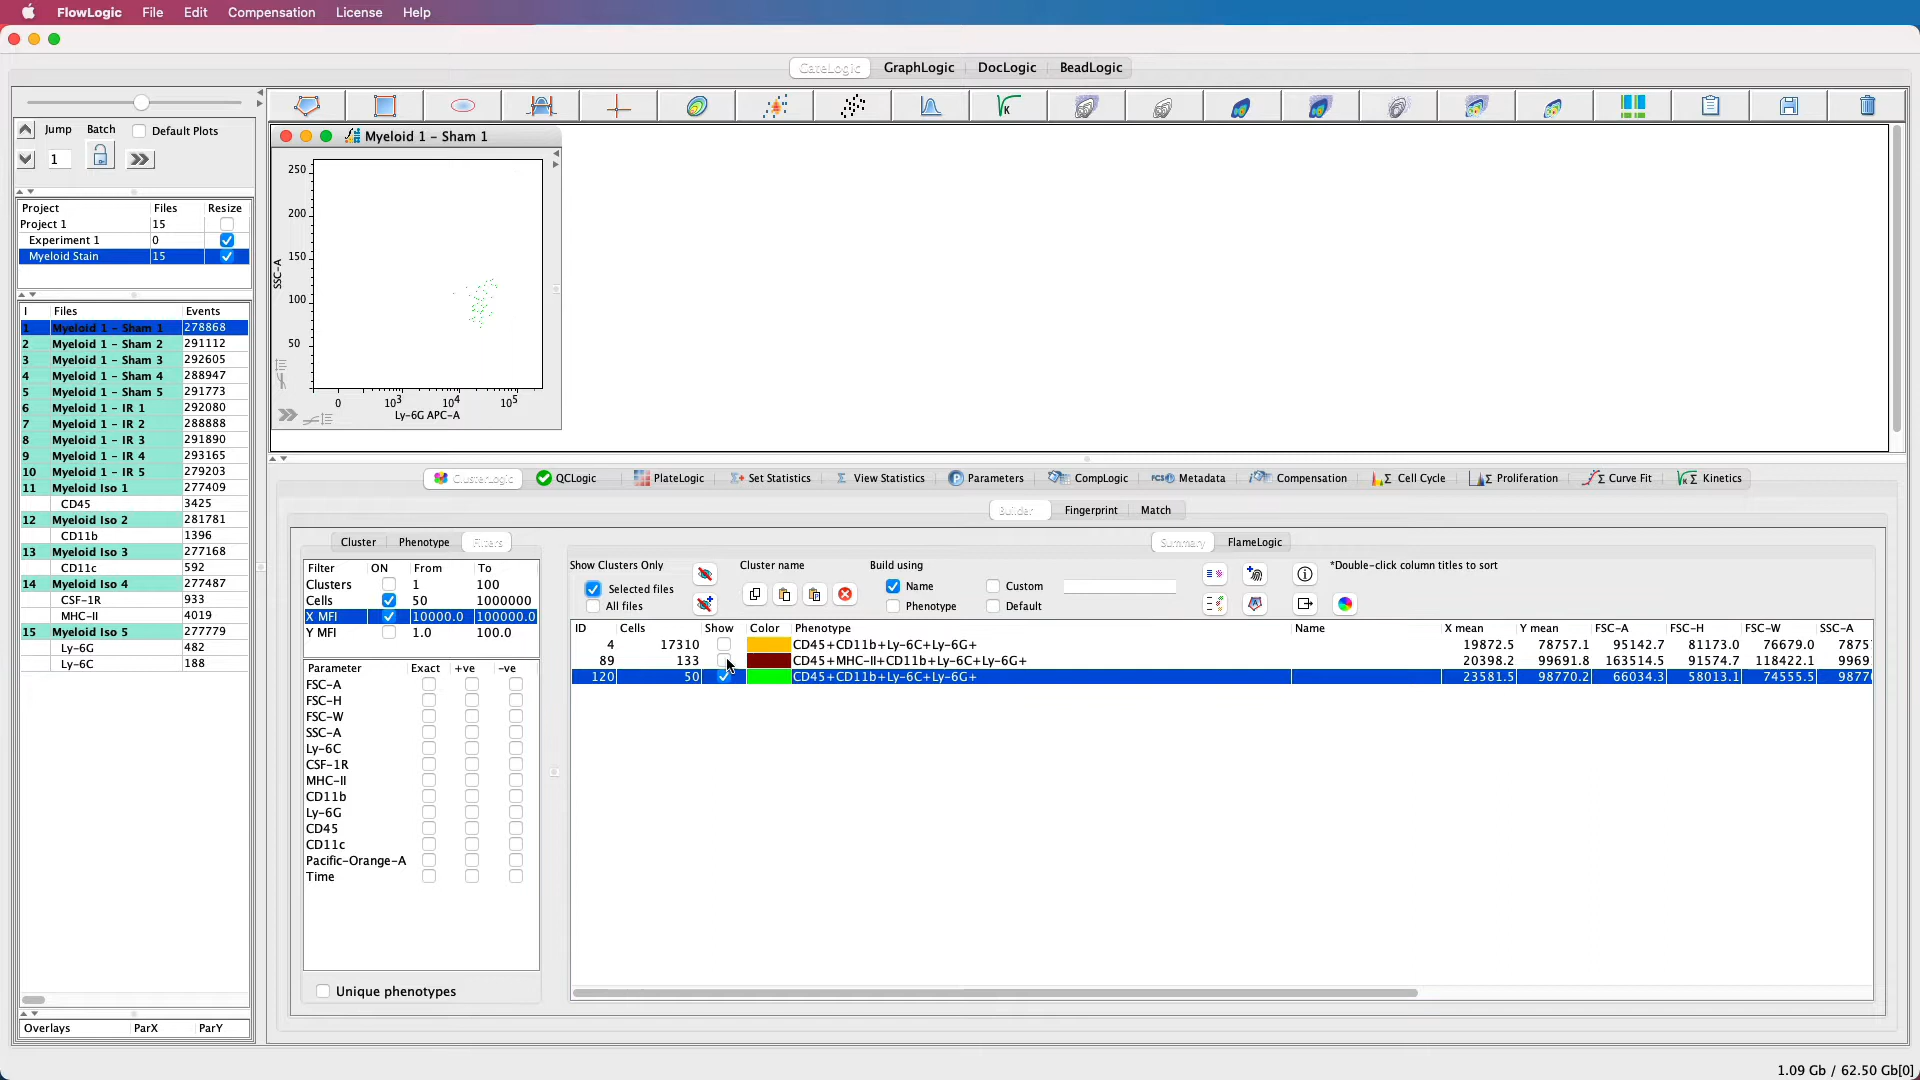 FlowLogic File Edit Compensation License Help
GateLogic GraphLogic DocLogic BeadLogic
Jump Batch Default Plots
1
Project Files Resize
Project 1 15
Experiment 1 0
Myeloid Stain 15
I Files Events
1 Myeloid 1 - Sham 1 278868
2 Myeloid 1 - Sham 2 291112
3 Myeloid 1 - Sham 3 292605
4 Myeloid 1 - Sham 4 288947
5 Myeloid 1 - Sham 5 291773
6 Myeloid 1 - IR 1 292080
7 Myeloid 1 - IR 2 288888
8 Myeloid 1 - IR 3 291890
9 Myeloid 1 - IR 4 293165
10 Myeloid 1 - IR 5 279203
11 Myeloid Iso 1 277409
CD45 3425
12 Myeloid Iso 2 281781
CD11b 1396
13 Myeloid Iso 3 277168
CD11c 592
14 Myeloid Iso 4 277487
CSF-1R 933
MHC-II 4019
15 Myeloid Iso 5 277779
Ly-6G 482
Ly-6C 188
Overlays ParX ParY
Myeloid 1 - Sham 1
250
200
150
100
50
SSC-A
0 10^3 10^4 10^5
Ly-6G APC-A
ClusterLogic QCLogic PlateLogic Set Statistics View Statistics Parameters CompLogic Metadata Compensation Cell Cycle Proliferation Curve Fit Kinetics
Builder Fingerprint Match
Cluster Phenotype Filters
Filter ON From To
Clusters 1 100
Cells 50 1000000
X MFI 10000.0 100000.0
Y MFI 1.0 100.0
Parameter Exact +ve -ve
FSC-A
FSC-H
FSC-W
SSC-A
Ly-6C
CSF-1R
MHC-II
CD11b
Ly-6G
CD45
CD11c
Pacific-Orange-A
Time
Unique phenotypes
Summary FlameLogic
Show Clusters Only Cluster name Build using *Double-click column titles to sort
Selected files Name Custom
All files Phenotype Default
ID Cells Show Color Phenotype Name X mean Y mean FSC-A FSC-H FSC-W SSC-A
4 17310 CD45+CD11b+Ly-6C+Ly-6G+ 19872.5 78757.1 95142.7 81173.0 76679.0 7875
89 133 CD45+MHC-II+CD11b+Ly-6C+Ly-6G+ 20398.2 99691.8 163514.5 91574.7 118422.1 9969
120 50 CD45+CD11b+Ly-6C+Ly-6G+ 23581.5 98770.2 66034.3 58013.1 74555.5 9877
1.09 Gb / 62.50 Gb[0]